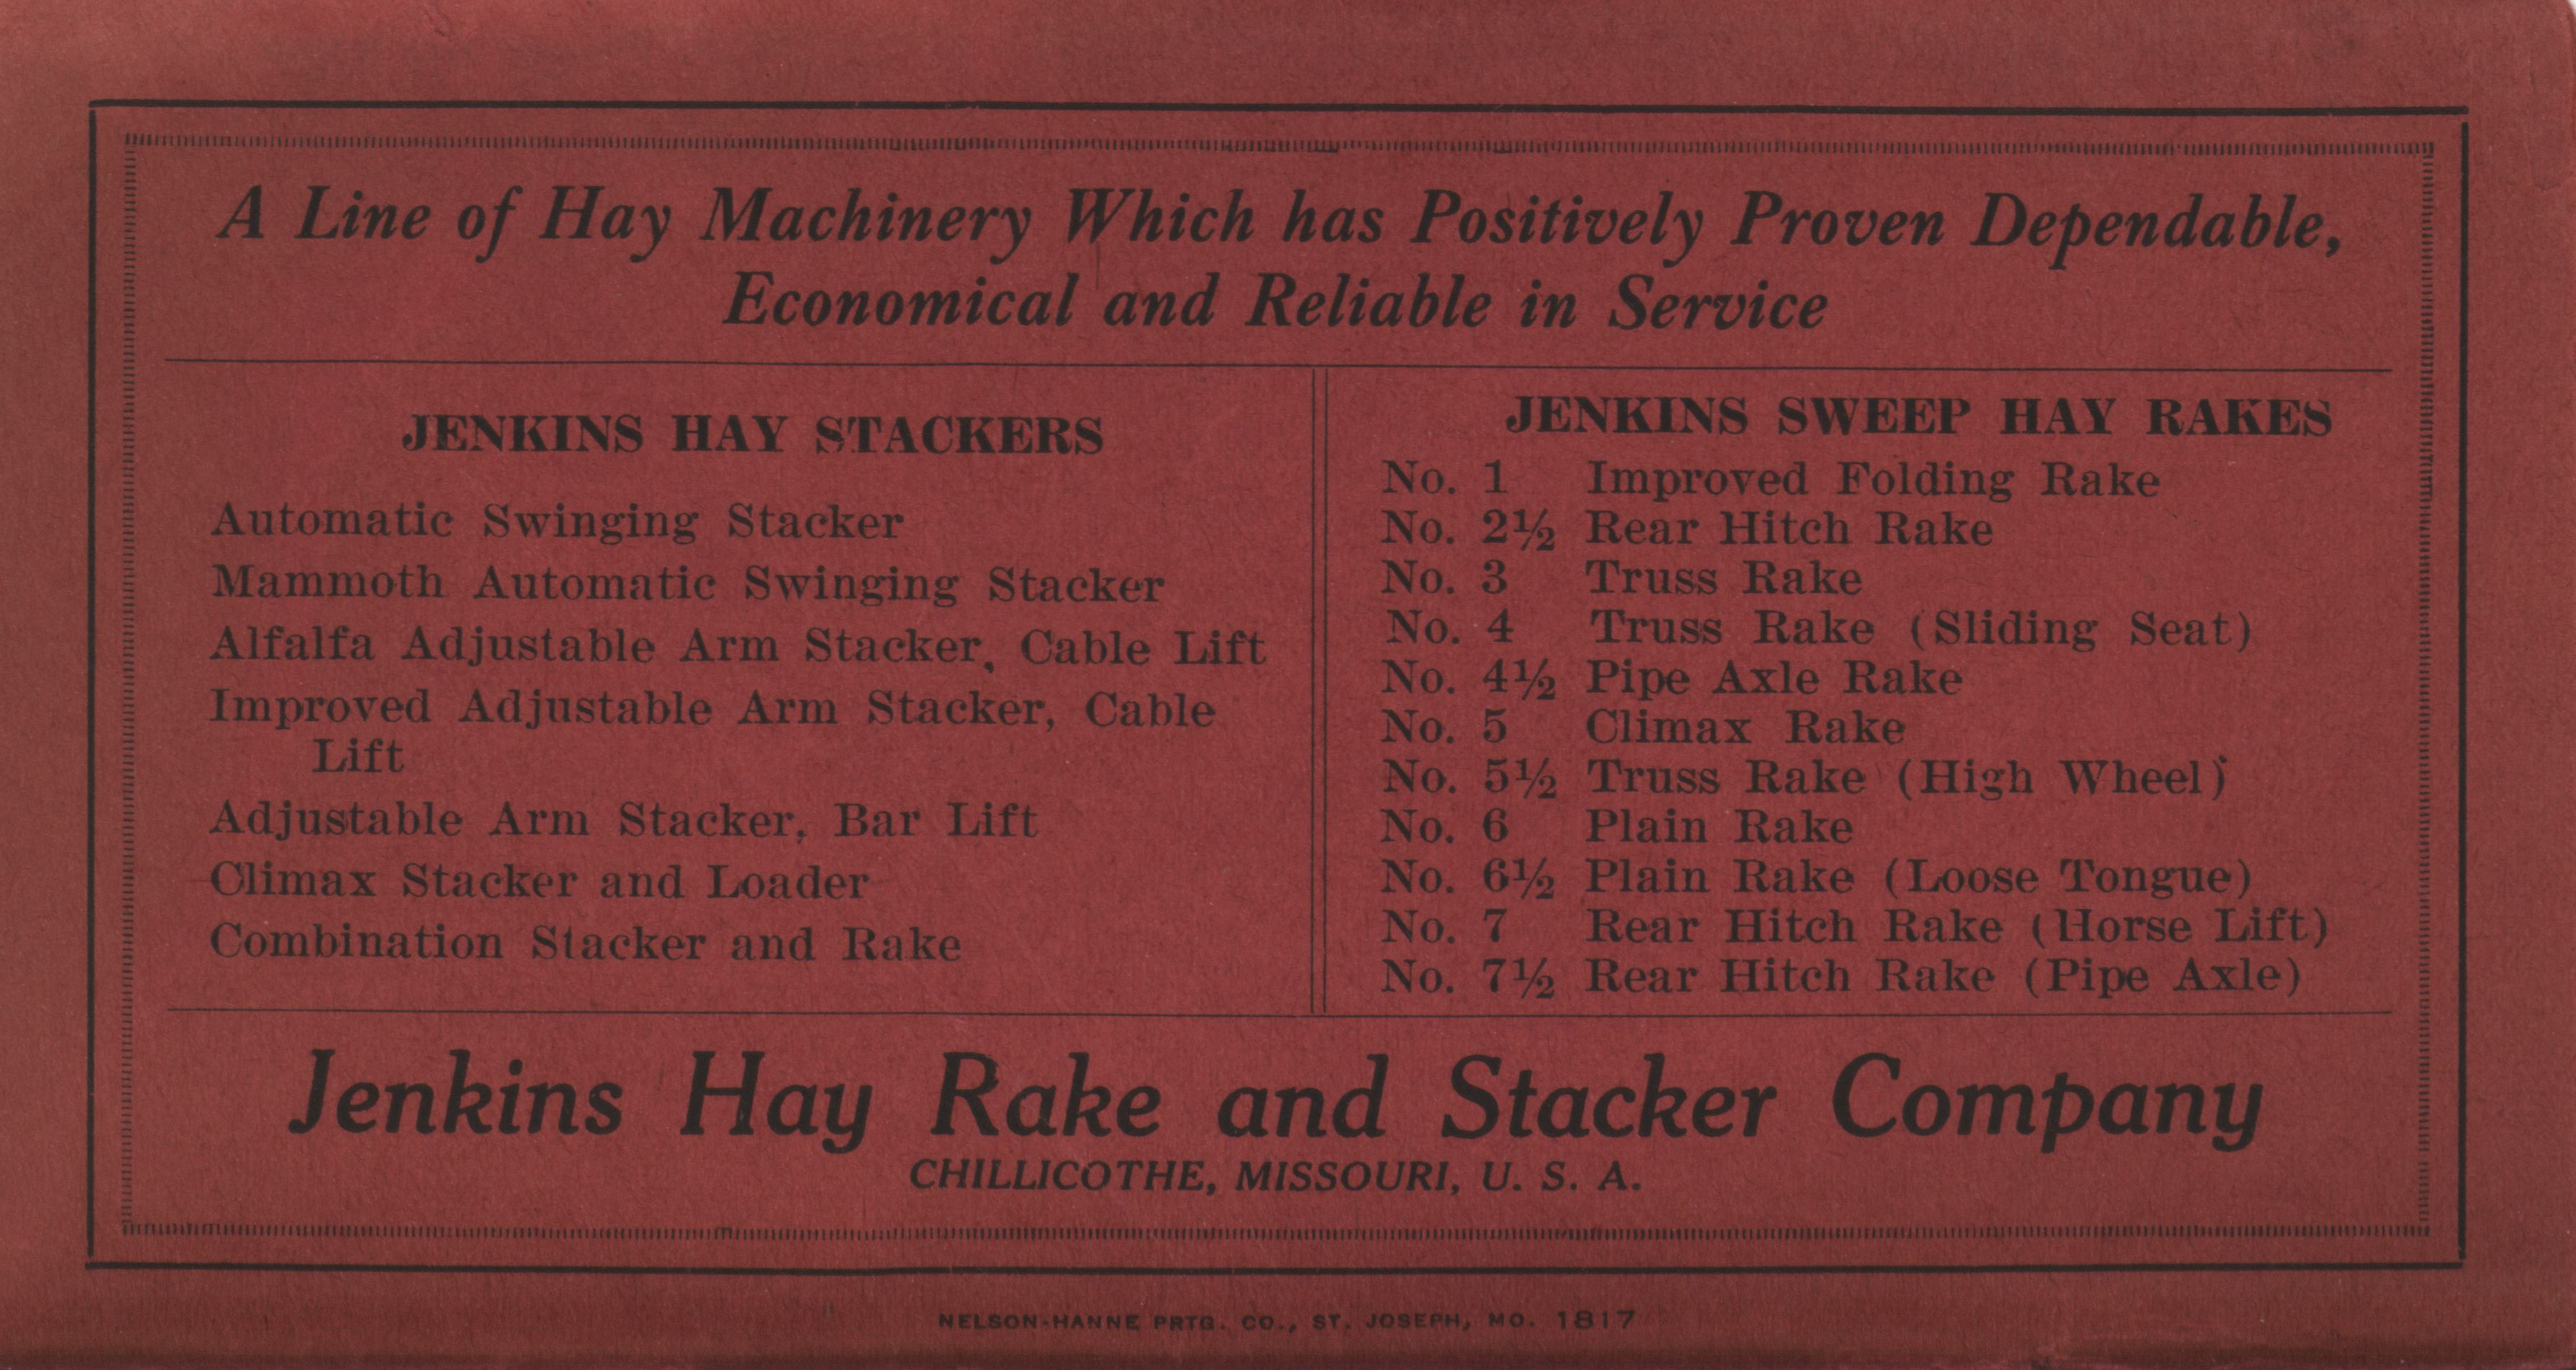 A Line of Hay Machinery Which has Positively Proven Dependable,
Economical and Reliable in Service
JENKINS HAY STACKERS
Automatic Swinging Stacker
Mammoth Automatic Swinging Stacker
Alfalfa Adjustable Arm Stacker, Cable Lift
Improved Adjustable Arm Stacker, Cable
Lift
Adjustable Arm Stacker, Bar Lift
Climax Stacker and Loader
Combination Stacker and Rake
JENKINS SWEEP HAY RAKES
No. 1 Improved Folding Rake
No. 2½ Rear Hitch Rake
No. 3 Truss Rake
No. 4 Truss Rake (Sliding Seat)
No. 4½ Pipe Axle Rake
No. 5 Climax Rake
No. 5½ Truss Rake (High Wheel)
No. 6 Plain Rake
No. 6½ Plain Rake (Loose Tongue)
No. 7 Rear Hitch Rake (Horse Lift)
No. 7½ Rear Hitch Rake (Pipe Axle)
Jenkins Hay Rake and Stacker Company
CHILLICOTHE, MISSOURI, U. S. A.
NELSON-HANNE PRTG. CO., ST. JOSEPH, MO. 1817